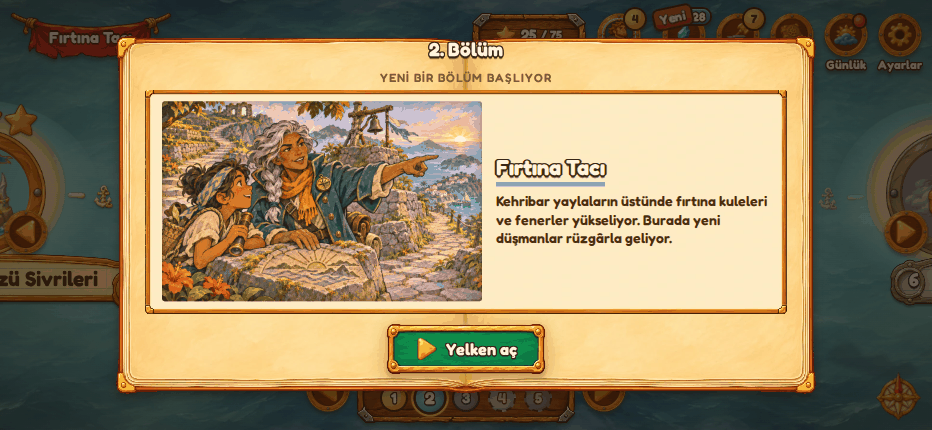 Fırtına Ta
25 / 75
4
Yeni
28
7
Günlük
Ayarlar
2. Bölüm
YENİ BİR BÖLÜM BAŞLIYOR
Fırtına Tacı
Kehribar yaylaların üstünde fırtına kuleleri
ve fenerler yükseliyor. Burada yeni
düşmanlar rüzgârla geliyor.
zü Sivrileri
6
Yelken aç
1 2 3 4 5